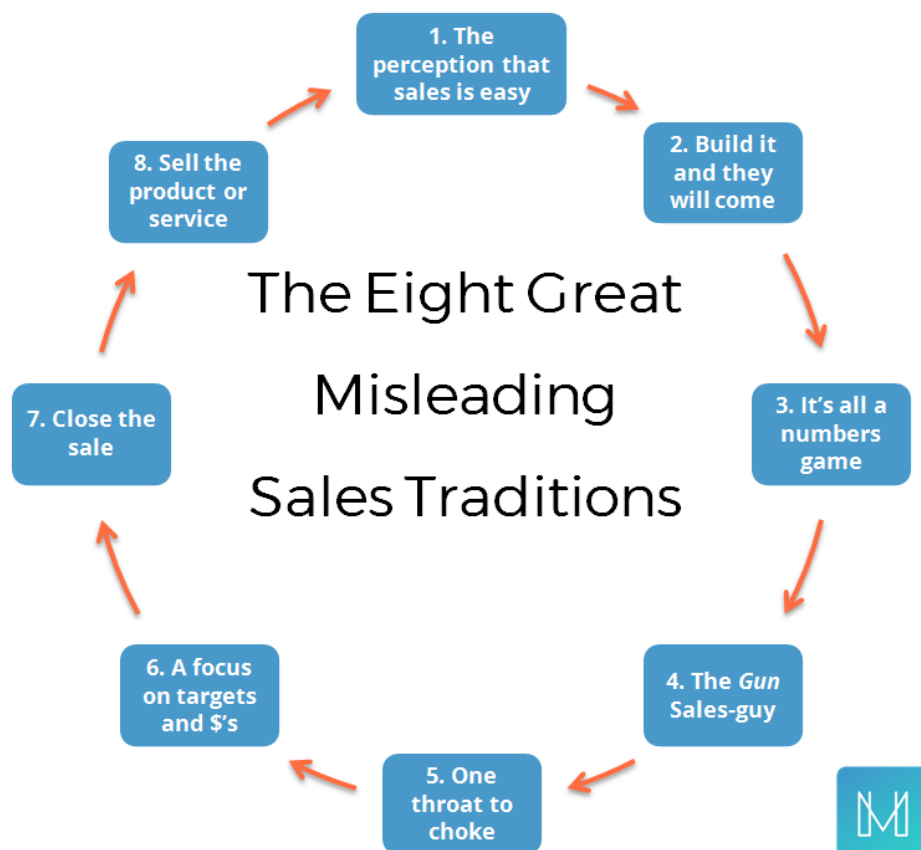 1. The
perception that
sales is easy
2. Build it
and they
will come
3. It's all a
numbers
game
4. The Gun
Sales-guy
5. One
throat to
choke
6. A focus
on targets
and $'s
7. Close the
sale
8. Sell the
product or
service
The Eight Great
Misleading
Sales Traditions
M